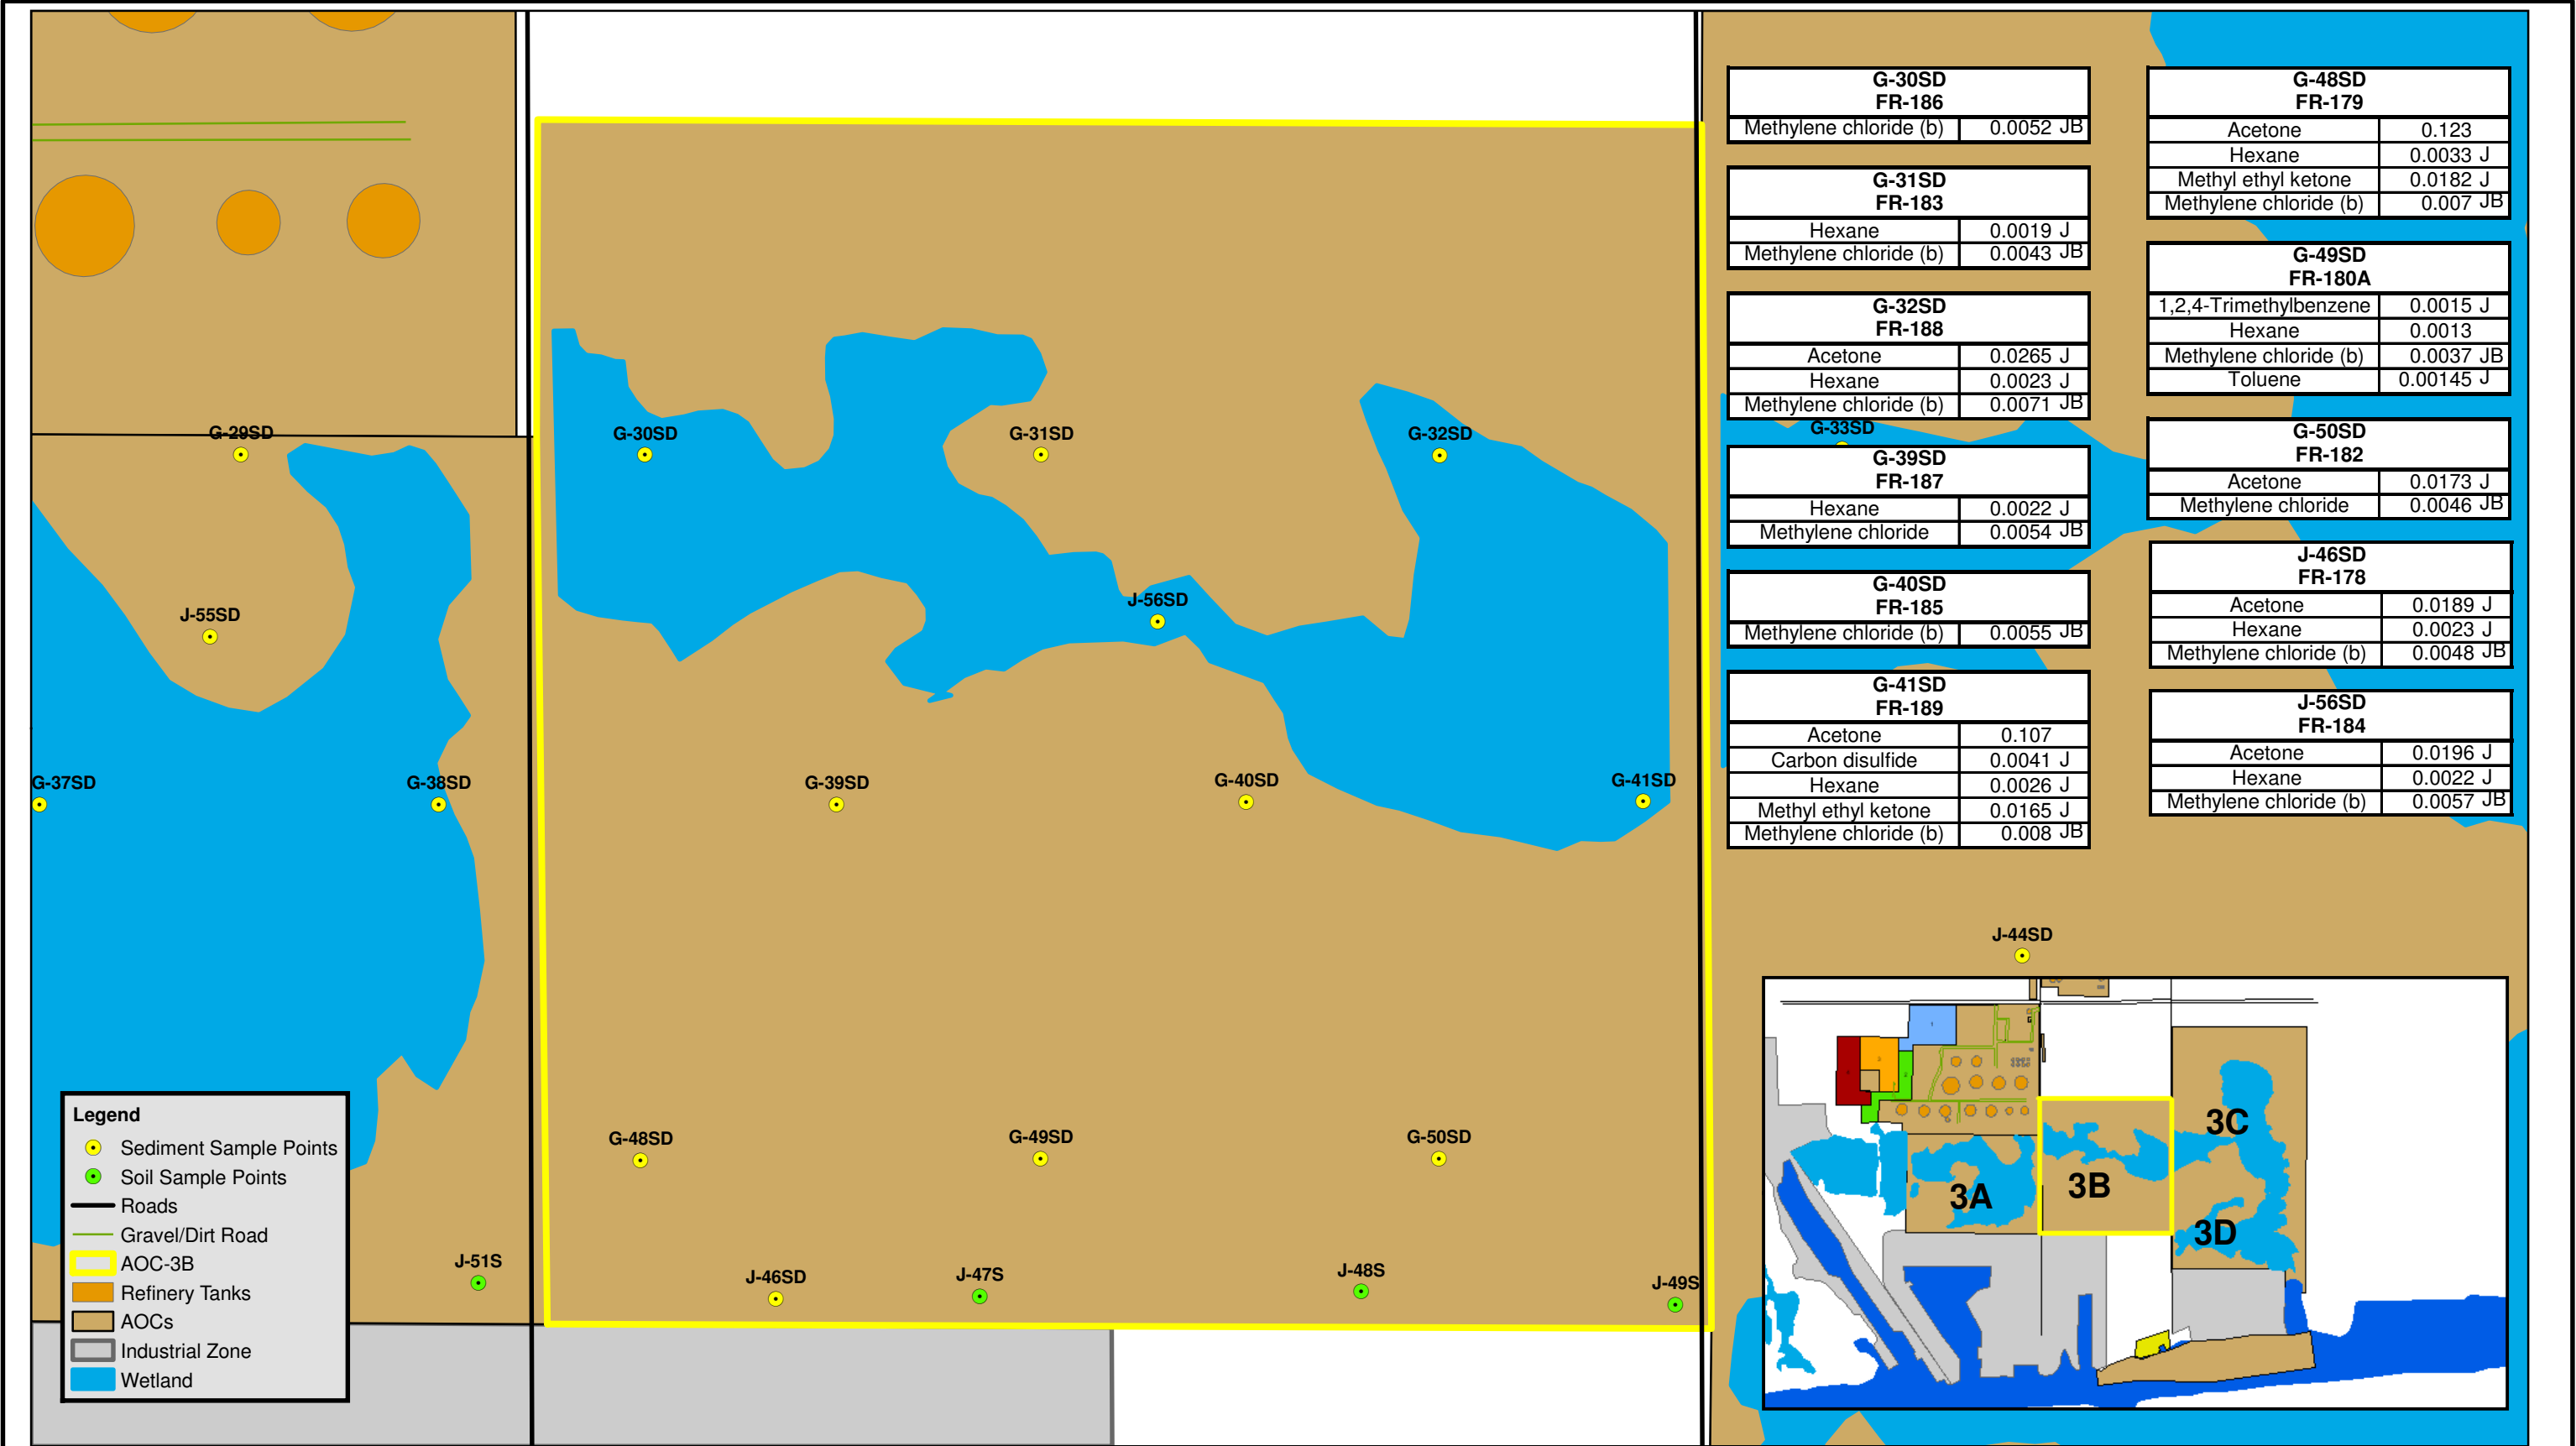 G-29SD
J-55SD
G-37SD
G-38SD
J-51S
G-30SD
G-31SD
G-32SD
J-56SD
G-39SD
G-40SD
G-41SD
G-48SD
G-49SD
G-50SD
J-46SD
J-47S
J-48S
J-49S
G-33SD
J-44SD
G-30SD
FR-186
Methylene chloride (b) 0.0052 JB
G-31SD
FR-183
Hexane 0.0019 J
Methylene chloride (b) 0.0043 JB
G-32SD
FR-188
Acetone 0.0265 J
Hexane 0.0023 J
Methylene chloride (b) 0.0071 JB
G-39SD
FR-187
Hexane 0.0022 J
Methylene chloride 0.0054 JB
G-40SD
FR-185
Methylene chloride (b) 0.0055 JB
G-41SD
FR-189
Acetone 0.107
Carbon disulfide 0.0041 J
Hexane 0.0026 J
Methyl ethyl ketone 0.0165 J
Methylene chloride (b) 0.008 JB
G-48SD
FR-179
Acetone 0.123
Hexane 0.0033 J
Methyl ethyl ketone 0.0182 J
Methylene chloride (b) 0.007 JB
G-49SD
FR-180A
1,2,4-Trimethylbenzene 0.0015 J
Hexane 0.0013
Methylene chloride (b) 0.0037 JB
Toluene 0.00145 J
G-50SD
FR-182
Acetone 0.0173 J
Methylene chloride 0.0046 JB
J-46SD
FR-178
Acetone 0.0189 J
Hexane 0.0023 J
Methylene chloride (b) 0.0048 JB
J-56SD
FR-184
Acetone 0.0196 J
Hexane 0.0022 J
Methylene chloride (b) 0.0057 JB
Legend
Sediment Sample Points
Soil Sample Points
Roads
Gravel/Dirt Road
AOC-3B
Refinery Tanks
AOCs
Industrial Zone
Wetland
3A
3B
3C
3D